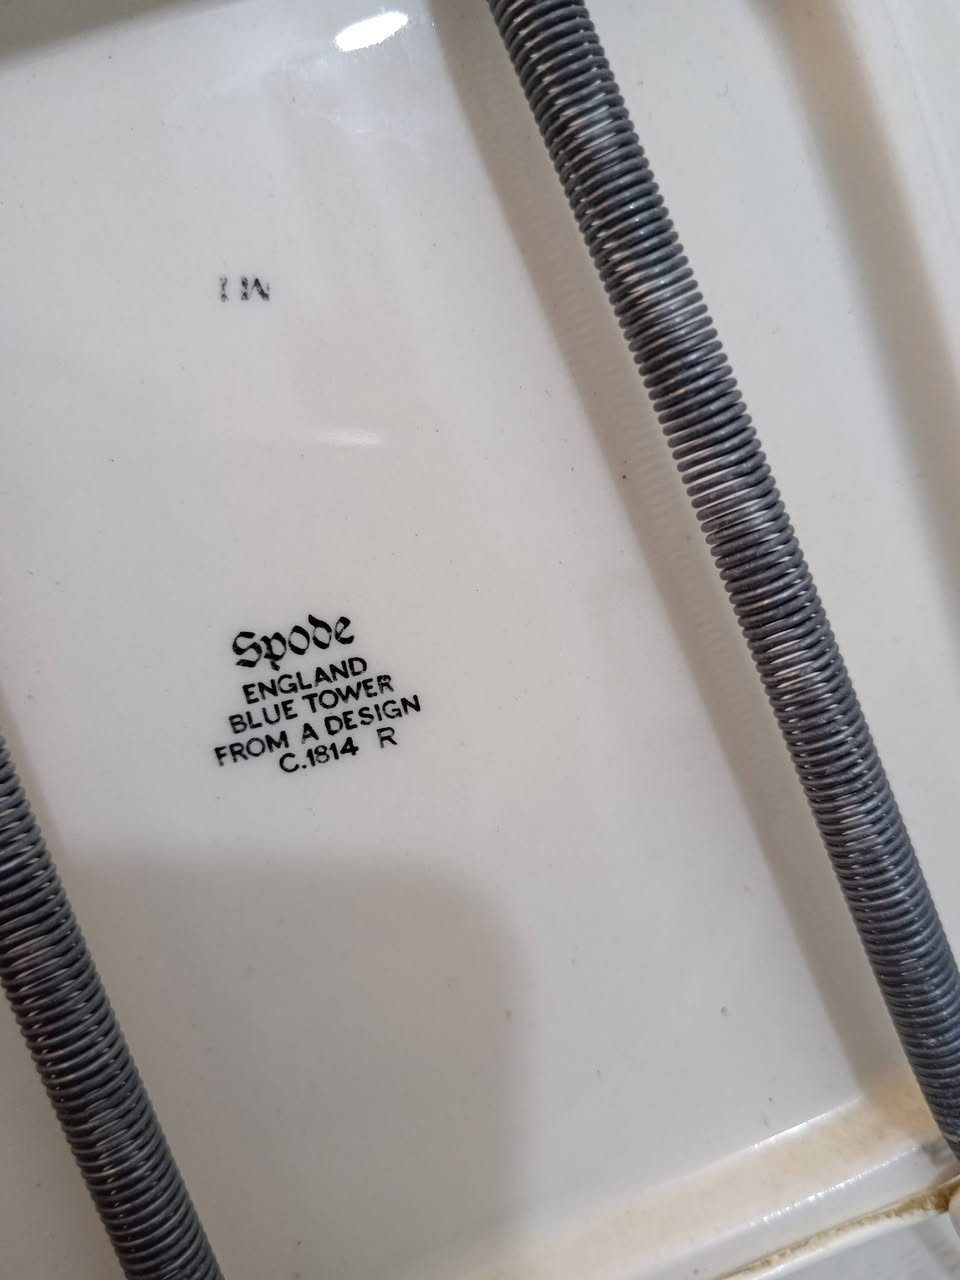 Spode
ENGLAND
BLUE TOWER
FROM A DESIGN
C.1814 R